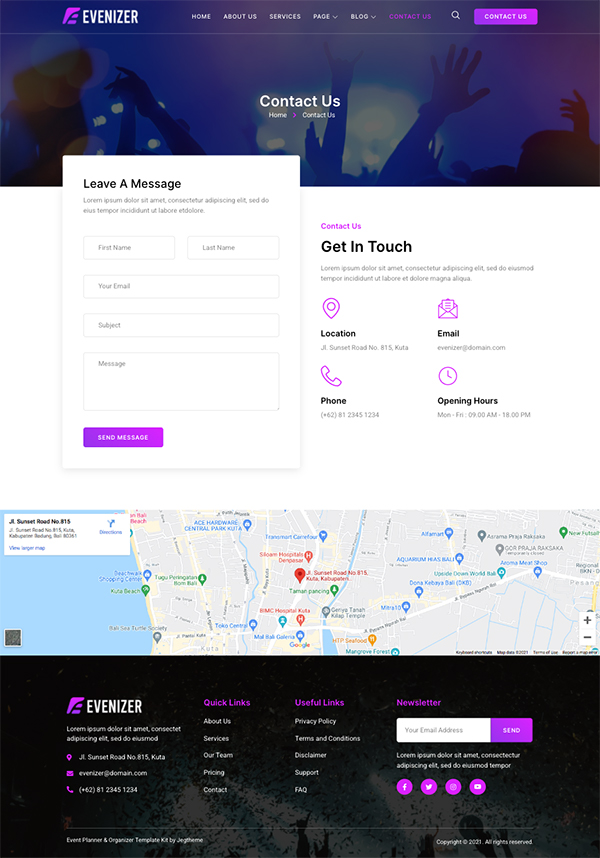 EVENIZER
HOME ABOUT US SERVICES PAGE BLOG CONTACT US
CONTACT US
Contact Us
Home > Contact Us
Leave A Message
Lorem ipsum dolor sit amet, consectetur adipiscing elit, sed do
eius tempor incididunt ut labore etdolore.
First Name
Last Name
Your Email
Subject
Message
SEND MESSAGE
Contact Us
Get In Touch
Lorem ipsum dolor sit amet, consectetur adipiscing elit, sed do eiusmod
tempor incididunt ut labore et dolore magna aliqua.
Location
Jl. Sunset Road No. 815, Kuta
Email
evenizer@domain.com
Phone
(+62) 81 2345 1234
Opening Hours
Mon - Fri : 09.00 AM - 18.00 PM
Jl. Sunset Road No.815
Jl. Sunset Road No.815, Kuta,
Kabupaten Badung, Bali 80361
Directions
View larger map
ACE HARDWARE
CENTRAL PARK KUTA
Transmart Carrefour
Alfamart
Asrama Praja Raksaka
GOR PRAJA RAKSAKA
Siloam Hospitals
Denpasar
AQUARIUM HIAS BALI
Aroma Meat Shop
Upside Down World Bali
Beachwalk
Shopping Center
Kuta Beach
Tugu Peringatan
Bom Bali
Jl. Sunset Road No.815,
Kuta, Kabupaten
Taman pancing
Dona Kebaya Bali (DKB)
BIMC Hospital Kuta
Griya Tanah
Kilap Temple
Mitra10
Bali Sea Turtle Society
Toko Central
Mal Bali Galeria
HTP Seafood
Mangrove Forest
Kuta
Google
Keyboard shortcuts Map data ©2021 Terms of Use Report a map error
EVENIZER
Lorem ipsum dolor sit amet, consectet
adipiscing elit, sed do eiusmod
Jl. Sunset Road No.815, Kuta
evenizer@domain.com
(+62) 81 2345 1234
Quick Links
About Us
Services
Our Team
Pricing
Contact
Useful Links
Privacy Policy
Terms and Conditions
Disclaimer
Support
FAQ
Newsletter
Your Email Address
SEND
Lorem ipsum dolor sit amet, consectetur
adipiscing elit, sed do eiusmod tempor
Event Planner & Organizer Template Kit by Jegtheme
Copyright © 2021. All rights reserved.